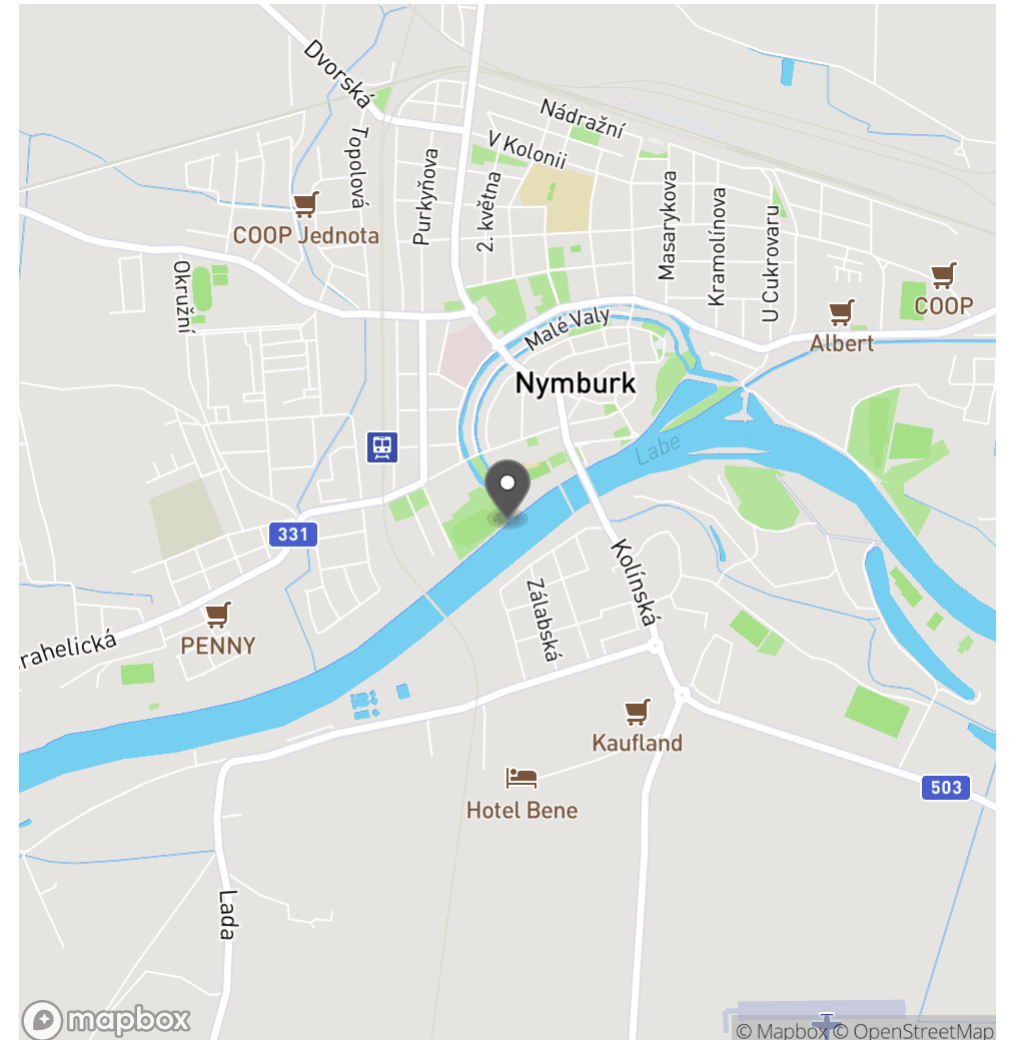 Dvorská
Nádražní
V Kolonii
Topolová
Purkyňova
2. května
Masarykova
Kramolínova
U Cukrovaru
COOP Jednota
Okružní
COOP
Malé Valy
Albert
Nymburk
Labe
331
Kolínská
Zálabská
PENNY
rahelická
Kaufland
503
Hotel Bene
Lada
mapbox
© Mapbox © OpenStreetMap